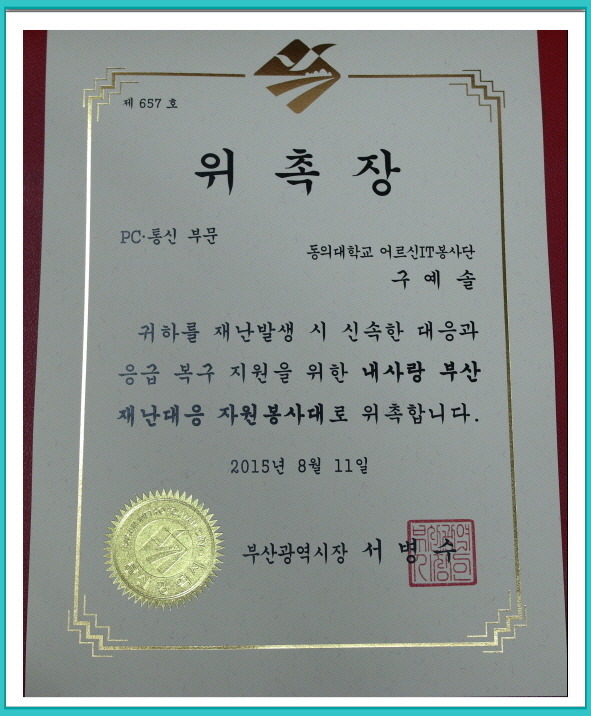 제 657 호
위 촉 장
PC·통신 부문
동의대학교 어르신IT봉사단
구 예 솔
귀하를 재난발생 시 신속한 대응과
응급 복구 지원을 위한 내사랑 부산
재난대응 자원봉사대로 위촉합니다.
2015년 8월 11일
부산광역시장 서 병 수